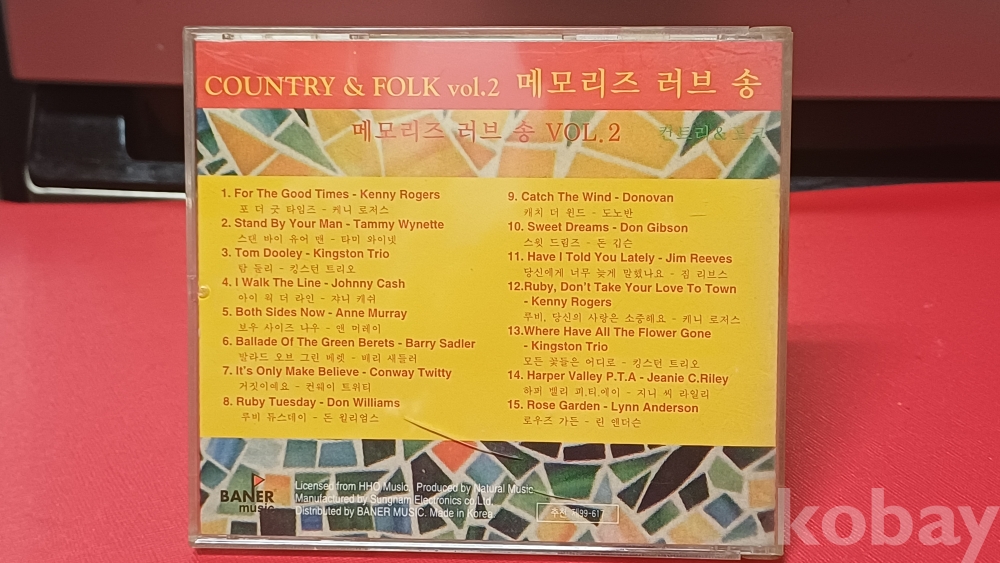 COUNTRY & FOLK vol.2 메모리즈 러브 송
메모리즈 러브 송 VOL.2 컨트리&포크
1. For The Good Times - Kenny Rogers
포 더 굿 타임즈 - 케니 로저스
2. Stand By Your Man - Tammy Wynette
스탠 바이 유어 맨 - 타미 와이넷
3. Tom Dooley - Kingston Trio
탐 둘리 - 킹스턴 트리오
4. I Walk The Line - Johnny Cash
아이 웍 더 라인 - 쟈니 캐쉬
5. Both Sides Now - Anne Murray
보우 사이즈 나우 - 앤 머레이
6. Ballade Of The Green Berets - Barry Sadler
발라드 오브 그린 베렛 - 배리 새들러
7. It's Only Make Believe - Conway Twitty
거짓이예요 - 컨웨이 트위티
8. Ruby Tuesday - Don Williams
루비 튜스데이 - 돈 윌리엄스
9. Catch The Wind - Donovan
캐치 더 윈드 - 도노반
10. Sweet Dreams - Don Gibson
스윗 드림즈 - 돈 깁슨
11. Have I Told You Lately - Jim Reeves
당신에게 너무 늦게 말했나요 - 짐 리브스
12.Ruby, Don't Take Your Love To Town
- Kenny Rogers
루비, 당신의 사랑은 소중해요 - 케니 로저스
13.Where Have All The Flower Gone
- Kingston Trio
모든 꽃들은 어디로 - 킹스턴 트리오
14. Harper Valley P.T.A - Jeanie C.Riley
하퍼 벨리 피.티.에이 - 지니 씨 라일리
15. Rose Garden - Lynn Anderson
로우즈 가든 - 린 앤더슨
BANER
music
Licensed from HHO Music, Produced by Natural Music
Manufactured by Sungnam Electronics co,Ltd,
Distributed by BANER MUSIC. Made in Korea
kobay